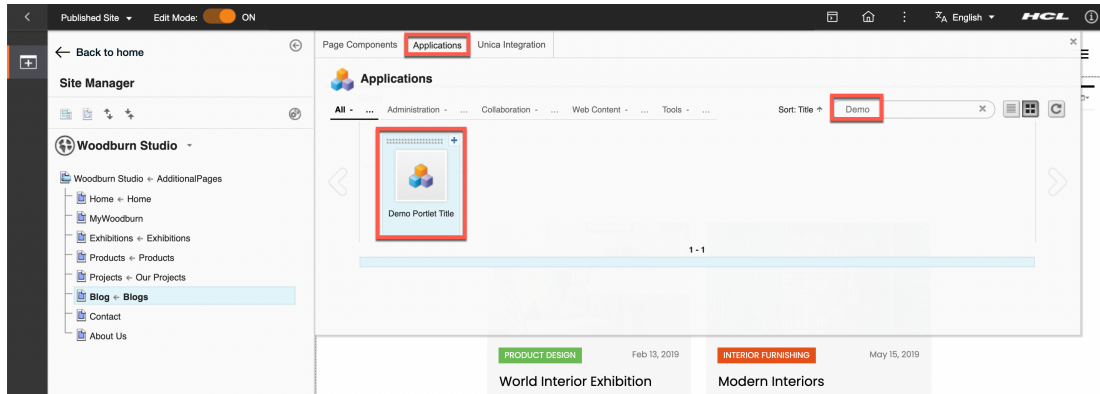 Published Site
Edit Mode: ON
English
HCL
Back to home
Site Manager
Woodburn Studio
Woodburn Studio ← AdditionalPages
Home ← Home
MyWoodburn
Exhibitions ← Exhibitions
Products ← Products
Projects ← Our Projects
Blog ← Blogs
Contact
About Us
Page Components Applications Unica Integration
Applications
All - ... Administration - ... Collaboration - ... Web Content - ... Tools - ... Sort: Title ↑ Demo
Demo Portlet Title
1 - 1
PRODUCT DESIGN Feb 13, 2019
World Interior Exhibition
INTERIOR FURNISHING May 15, 2019
Modern Interiors